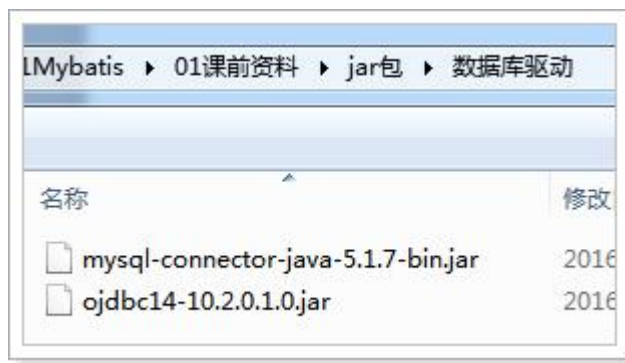 1Mybatis ▸ 01课前资料 ▸ jar包 ▸ 数据库驱动
名称 修改
mysql-connector-java-5.1.7-bin.jar 2016
ojdbc14-10.2.0.1.0.jar 2016